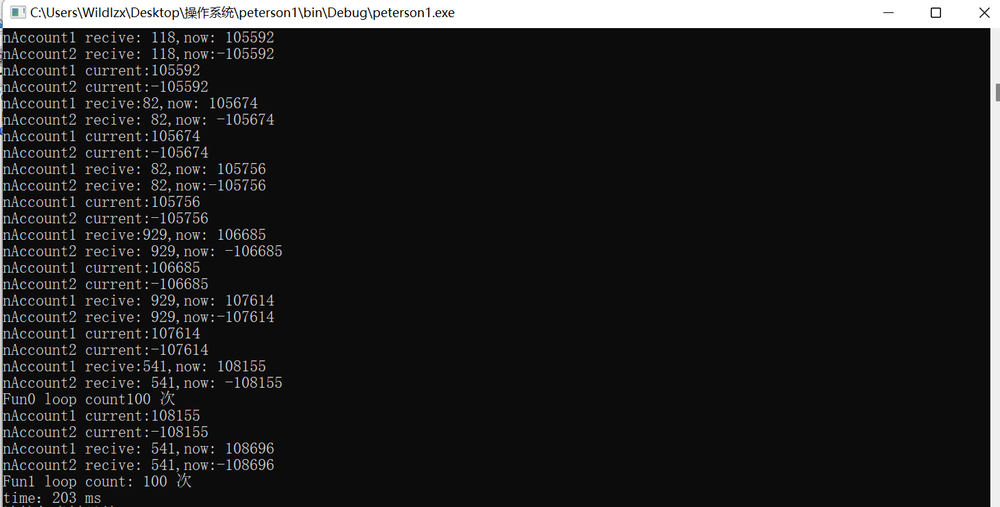 C:\Users\Wildlzx\Desktop\操作系统\peterson1\bin\Debug\peterson1.exe
nAccount1 recive: 118,now: 105592
nAccount2 recive: 118,now:-105592
nAccount1 current:105592
nAccount2 current:-105592
nAccount1 recive:82,now: 105674
nAccount2 recive: 82,now: -105674
nAccount1 current:105674
nAccount2 current:-105674
nAccount1 recive: 82,now: 105756
nAccount2 recive: 82,now:-105756
nAccount1 current:105756
nAccount2 current:-105756
nAccount1 recive:929,now: 106685
nAccount2 recive: 929,now: -106685
nAccount1 current:106685
nAccount2 current:-106685
nAccount1 recive: 929,now: 107614
nAccount2 recive: 929,now:-107614
nAccount1 current:107614
nAccount2 current:-107614
nAccount1 recive:541,now: 108155
nAccount2 recive: 541,now: -108155
Fun0 loop count100 次
nAccount1 current:108155
nAccount2 current:-108155
nAccount1 recive: 541,now: 108696
nAccount2 recive: 541,now:-108696
Fun1 loop count: 100 次
time: 203 ms